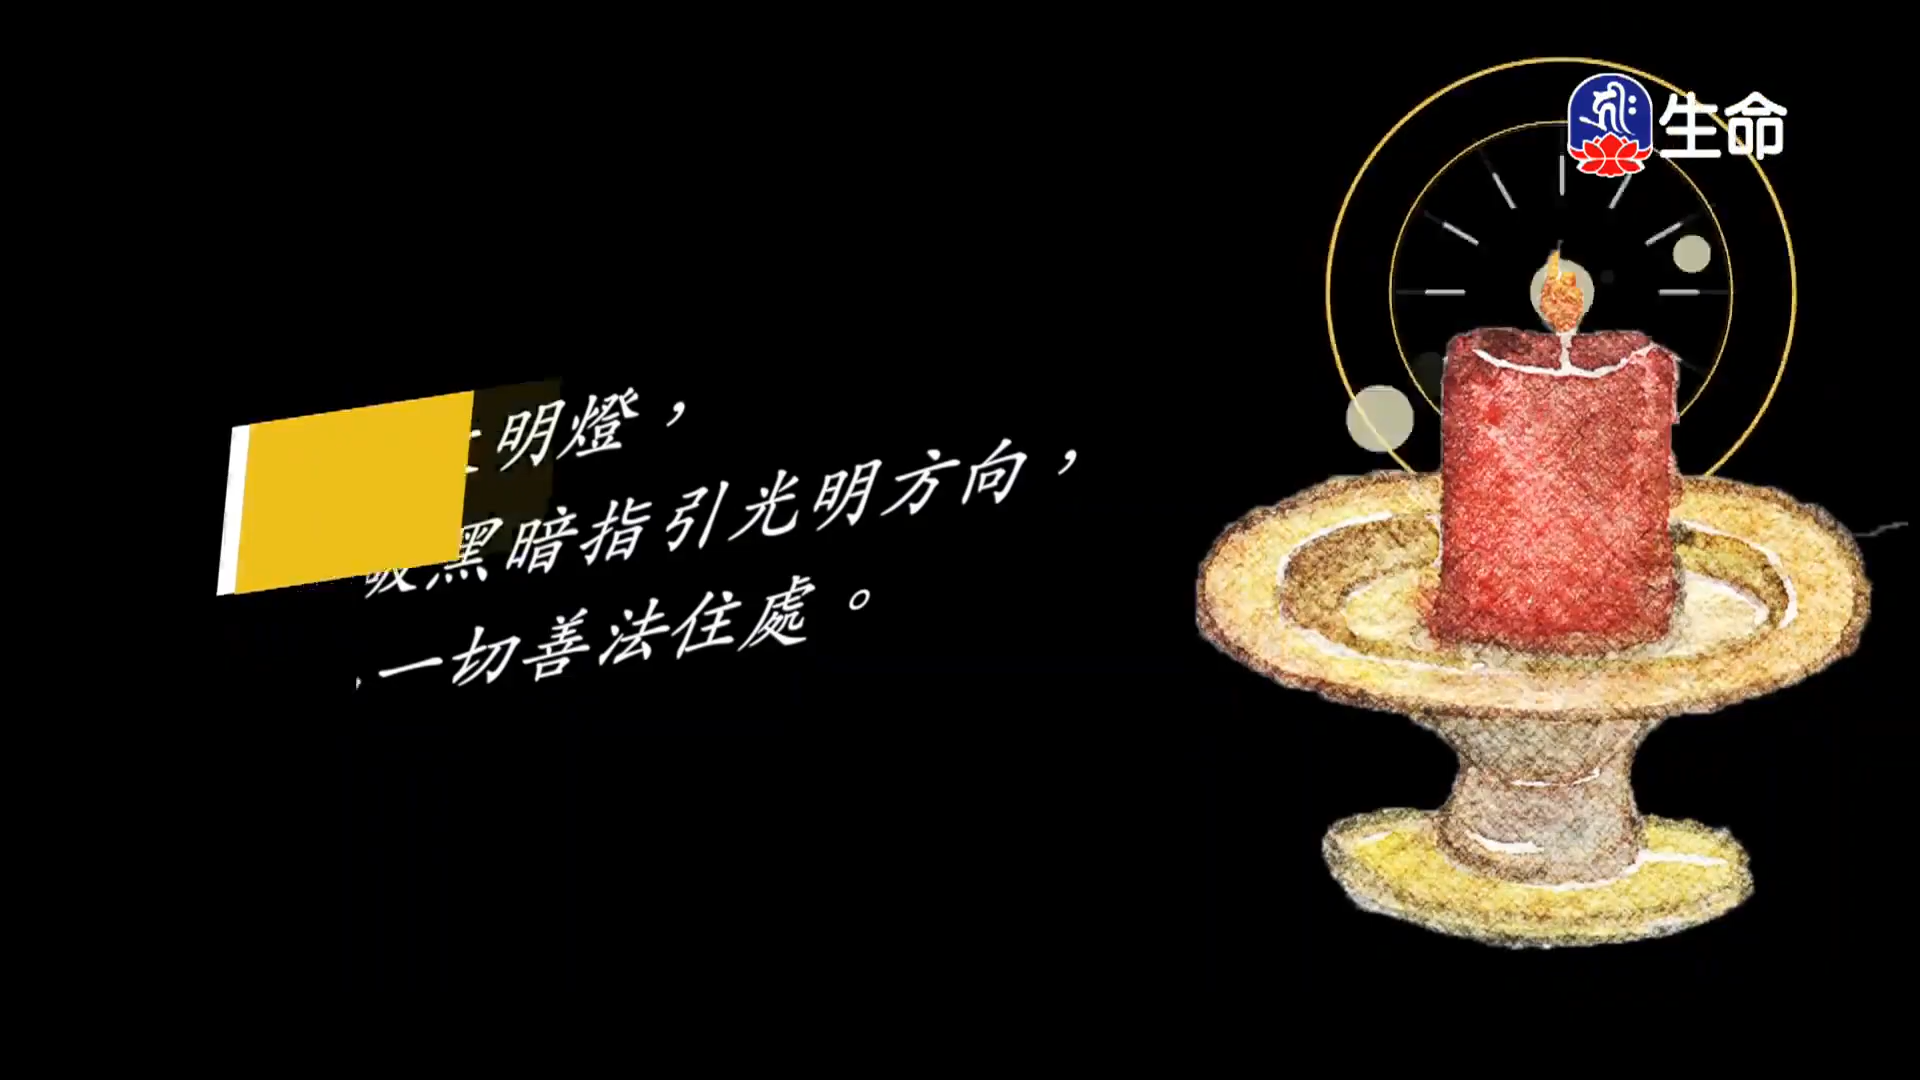 生命
明燈，
黑暗指引光明方向，
一切善法住處。